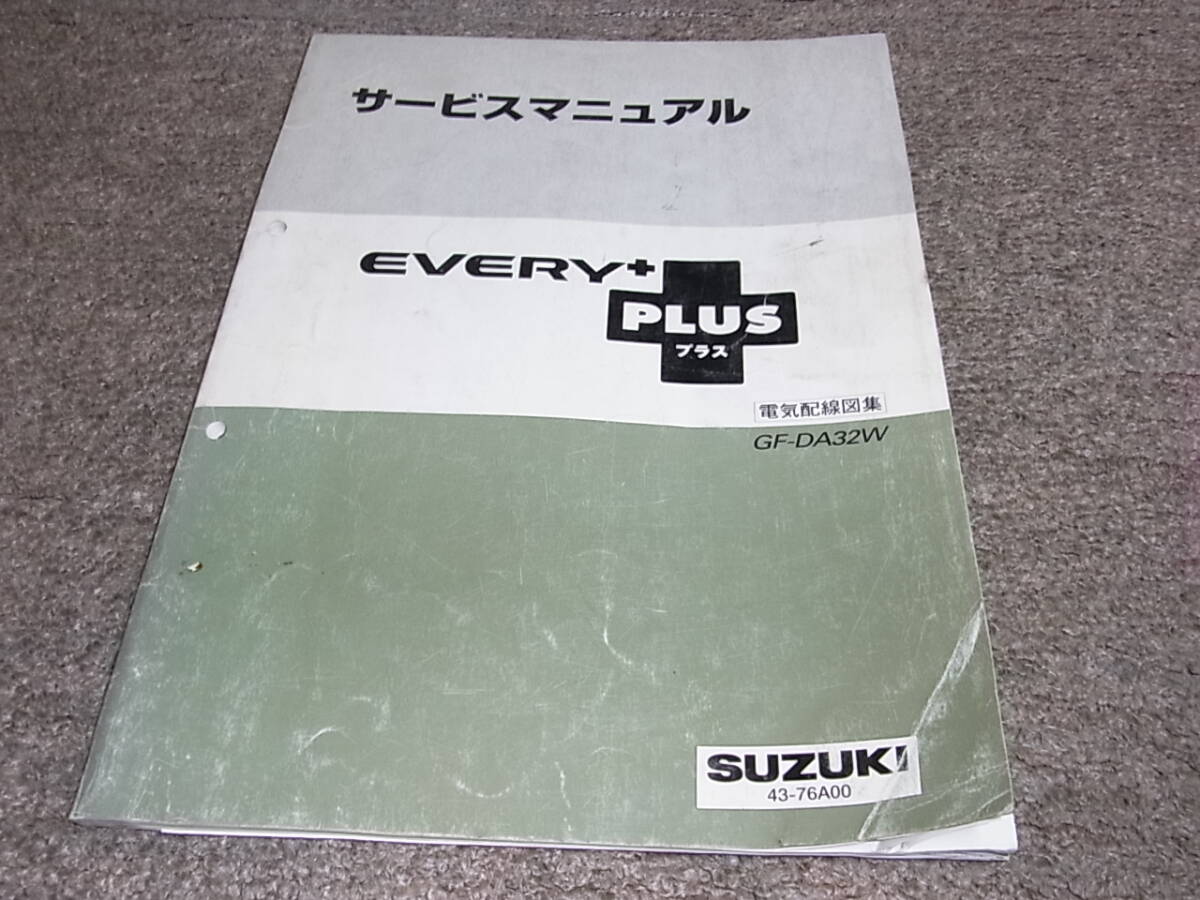 サービスマニュアル
EVERY+
PLUS
プラス
電気配線図集
GF-DA32W
SUZUKI
43-76A00